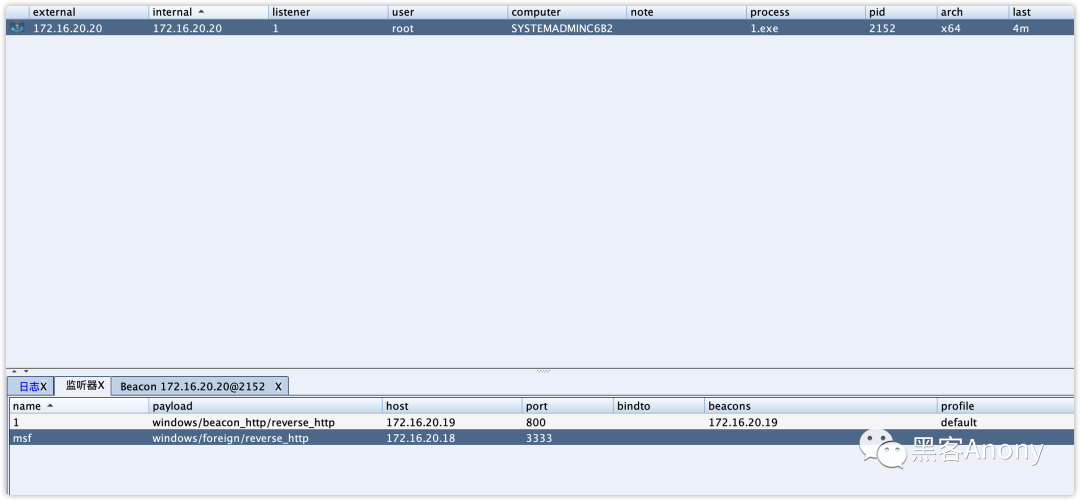 external internal listener user computer note process pid arch last
172.16.20.20 172.16.20.20 1 root SYSTEMADMINC6B2 1.exe 2152 x64 4m
日志X 监听器X Beacon 172.16.20.20@2152 X
name payload host port bindto beacons profile
1 windows/beacon_http/reverse_http 172.16.20.19 800 172.16.20.19 default
msf windows/foreign/reverse_http 172.16.20.18 3333
黑客Anony